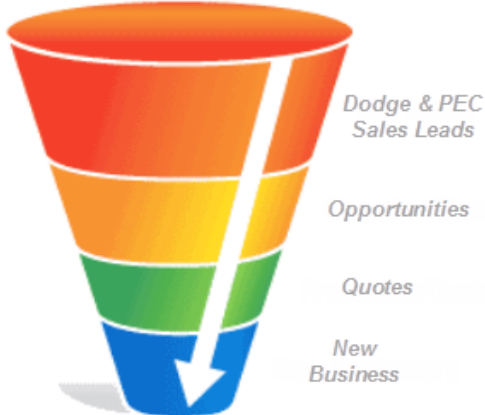 Dodge & PEC
Sales Leads
Opportunities
Quotes
New
Business